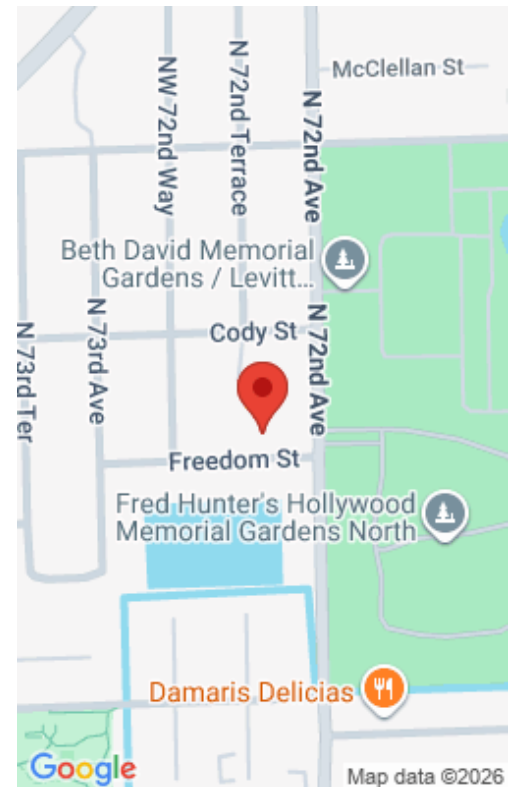 McClellan St
NW 72nd Way
N 72nd Terrace
N 72nd Ave
Beth David Memorial
Gardens / Levitt...
N 73rd Ter
N 73rd Ave
Cody St
N 72nd Ave
Freedom St
Fred Hunter's Hollywood
Memorial Gardens North
Damaris Delicias
Google
Map data ©2026